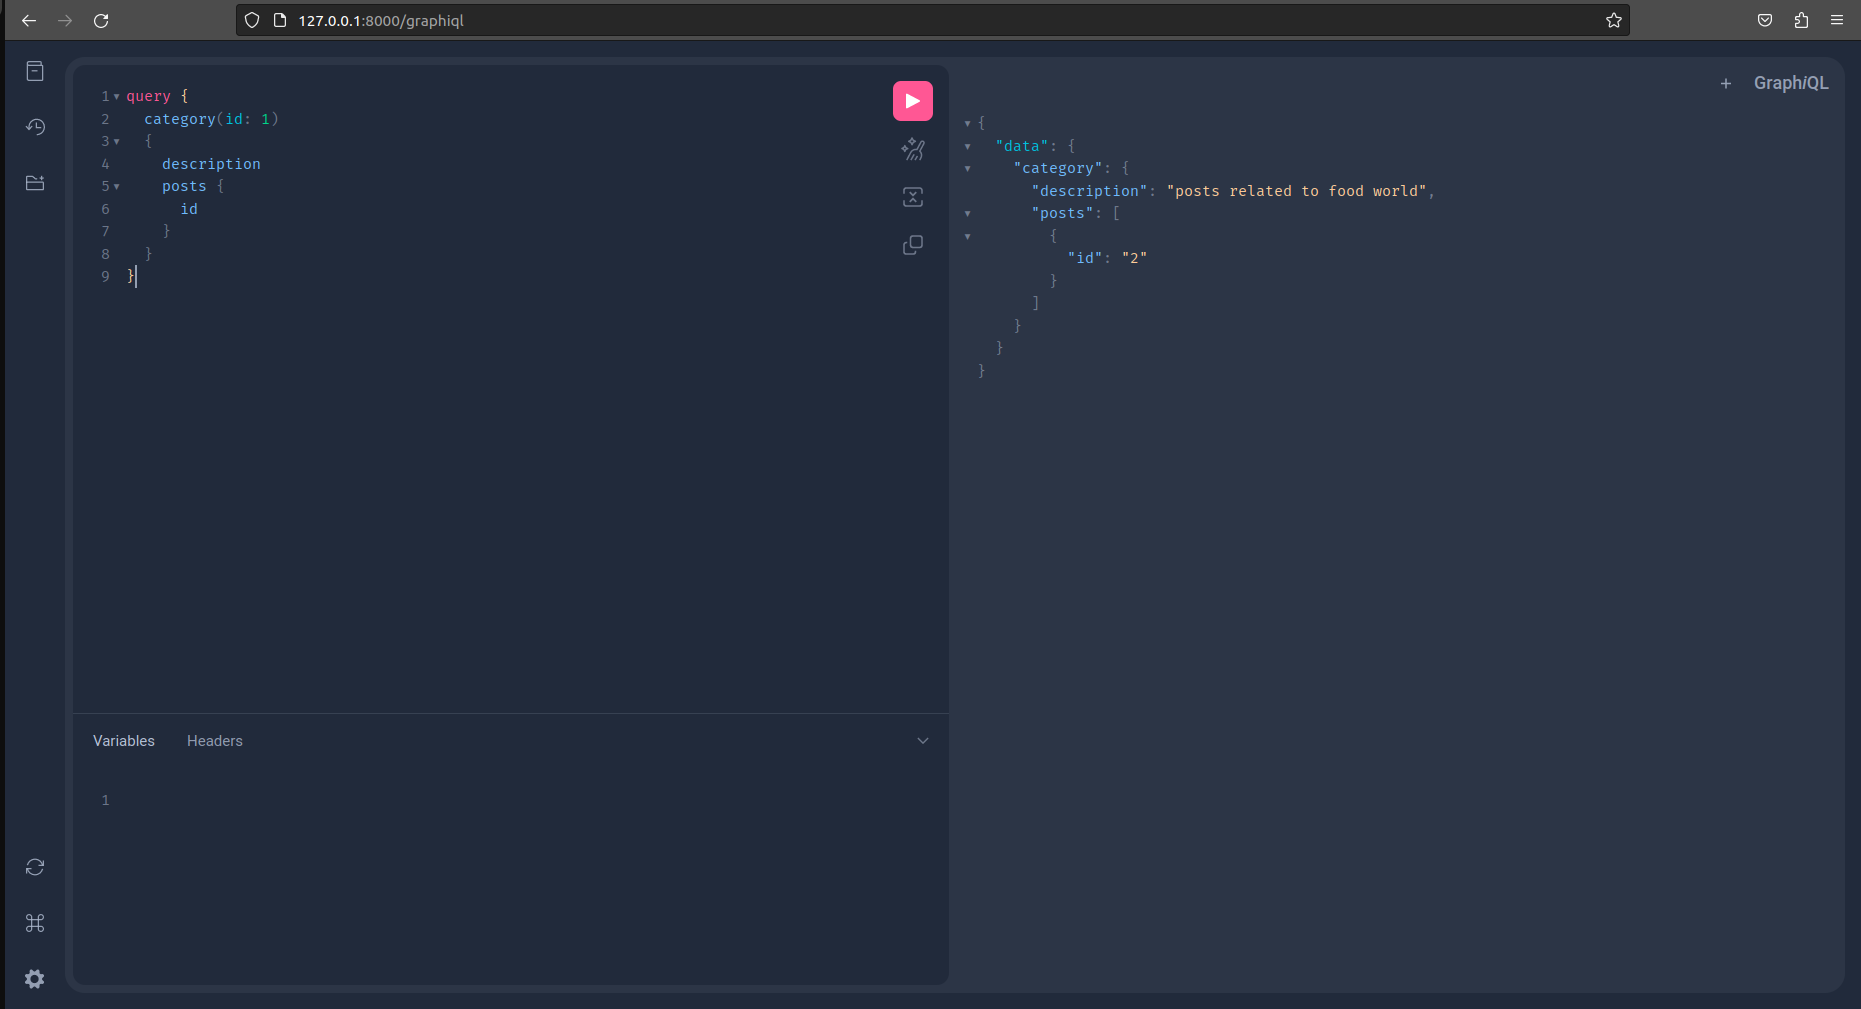 127.0.0.1:8000/graphiql
1 query {
2   category(id: 1)
3   {
4     description
5     posts {
6       id
7     }
8   }
9 }
Variables Headers
1
+ GraphiQL
{
  "data": {
    "category": {
      "description": "posts related to food world",
      "posts": [
        {
          "id": "2"
        }
      ]
    }
  }
}